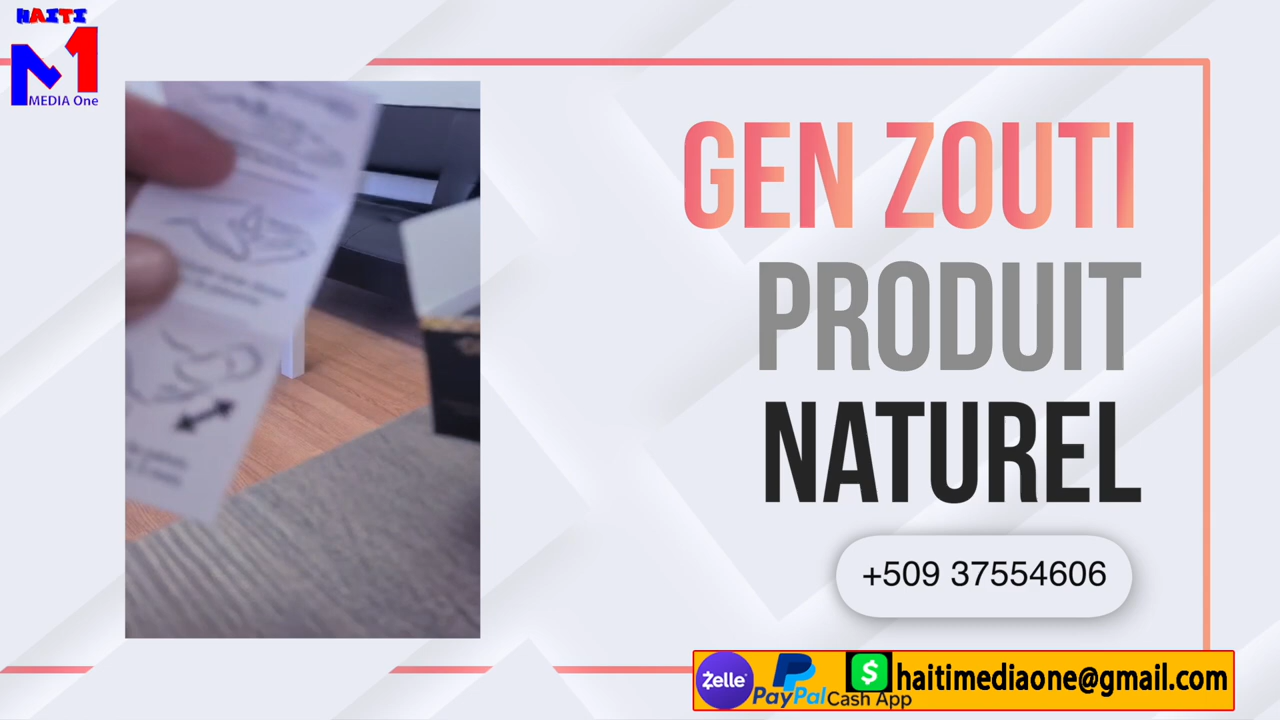 HAITI
M1
MEDIA One
GEN ZOUTI
PRODUIT
NATUREL
+509 37554606
Zelle
PayPal
Cash App
haitimediaone@gmail.com